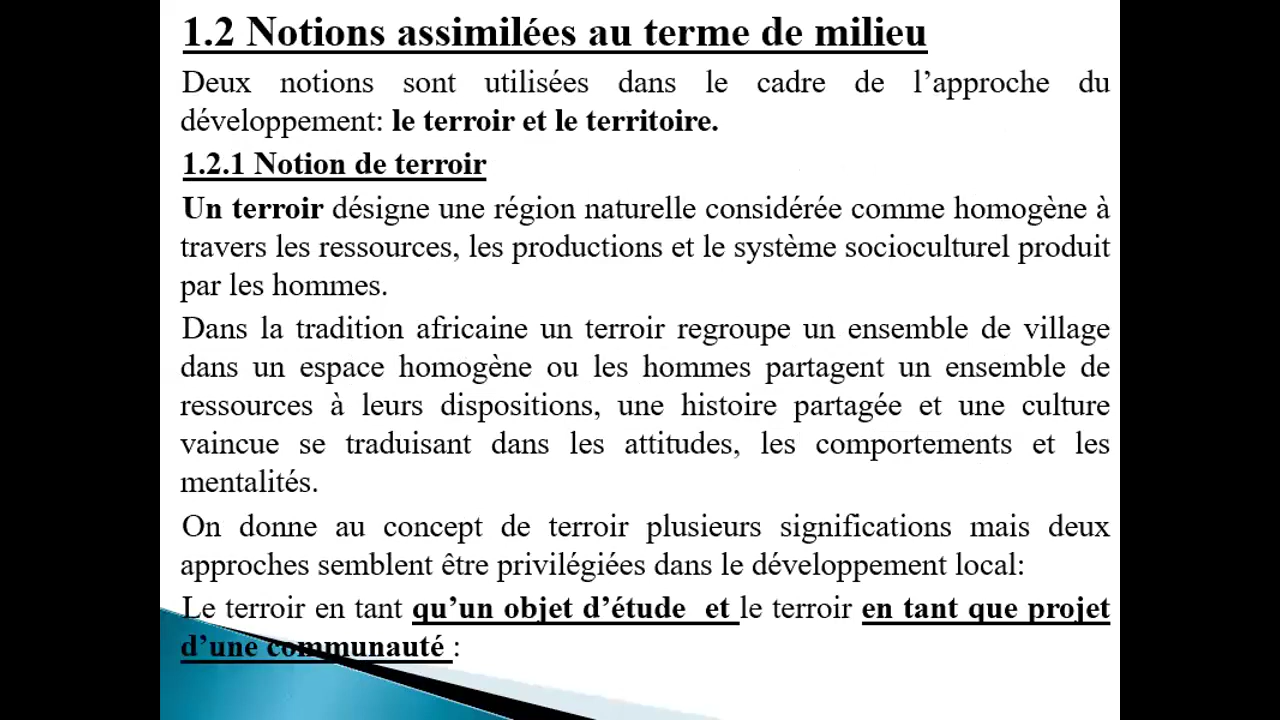 1.2 Notions assimilées au terme de milieu
Deux notions sont utilisées dans le cadre de l’approche du
développement: le terroir et le territoire.
1.2.1 Notion de terroir
Un terroir désigne une région naturelle considérée comme homogène à
travers les ressources, les productions et le système socioculturel produit
par les hommes.
Dans la tradition africaine un terroir regroupe un ensemble de village
dans un espace homogène ou les hommes partagent un ensemble de
ressources à leurs dispositions, une histoire partagée et une culture
vaincue se traduisant dans les attitudes, les comportements et les
mentalités.
On donne au concept de terroir plusieurs significations mais deux
approches semblent être privilégiées dans le développement local:
Le terroir en tant qu’un objet d’étude et le terroir en tant que projet
d’une communauté :